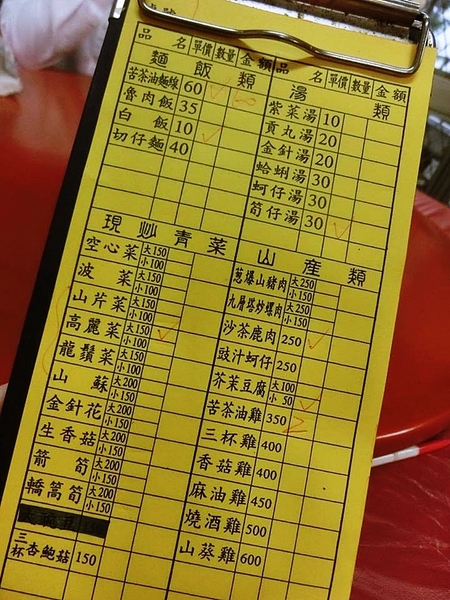 品名 單價 數量 金額
麵飯類
苦茶油麵線 60
魯肉飯 35
白飯 10
切仔麵 40
品名 單價 數量 金額
湯類
紫菜湯 10
貢丸湯 20
金針湯 20
蛤蜊湯 30
蚵仔湯 30
筍仔湯 30
現炒青菜
空心菜 大150 小100
波菜 大150 小100
山芹菜 大150 小100
高麗菜 大150 小100
龍鬚菜 大150 小100
山蘇 大200 小150
金針花 大200 小150
生香菇 大200 小150
箭筍 大200 小150
轎篙筍 大200 小150
三杯杏鮑菇 150
山產類
蔥爆山豬肉 大250 小150
九層塔炒螺肉 大250 小150
沙茶鹿肉 250
豉汁蚵仔 250
芥茉豆腐 大100 小50
苦茶油雞 350
三杯雞 400
香菇雞 400
麻油雞 450
燒酒雞 500
山葵雞 600